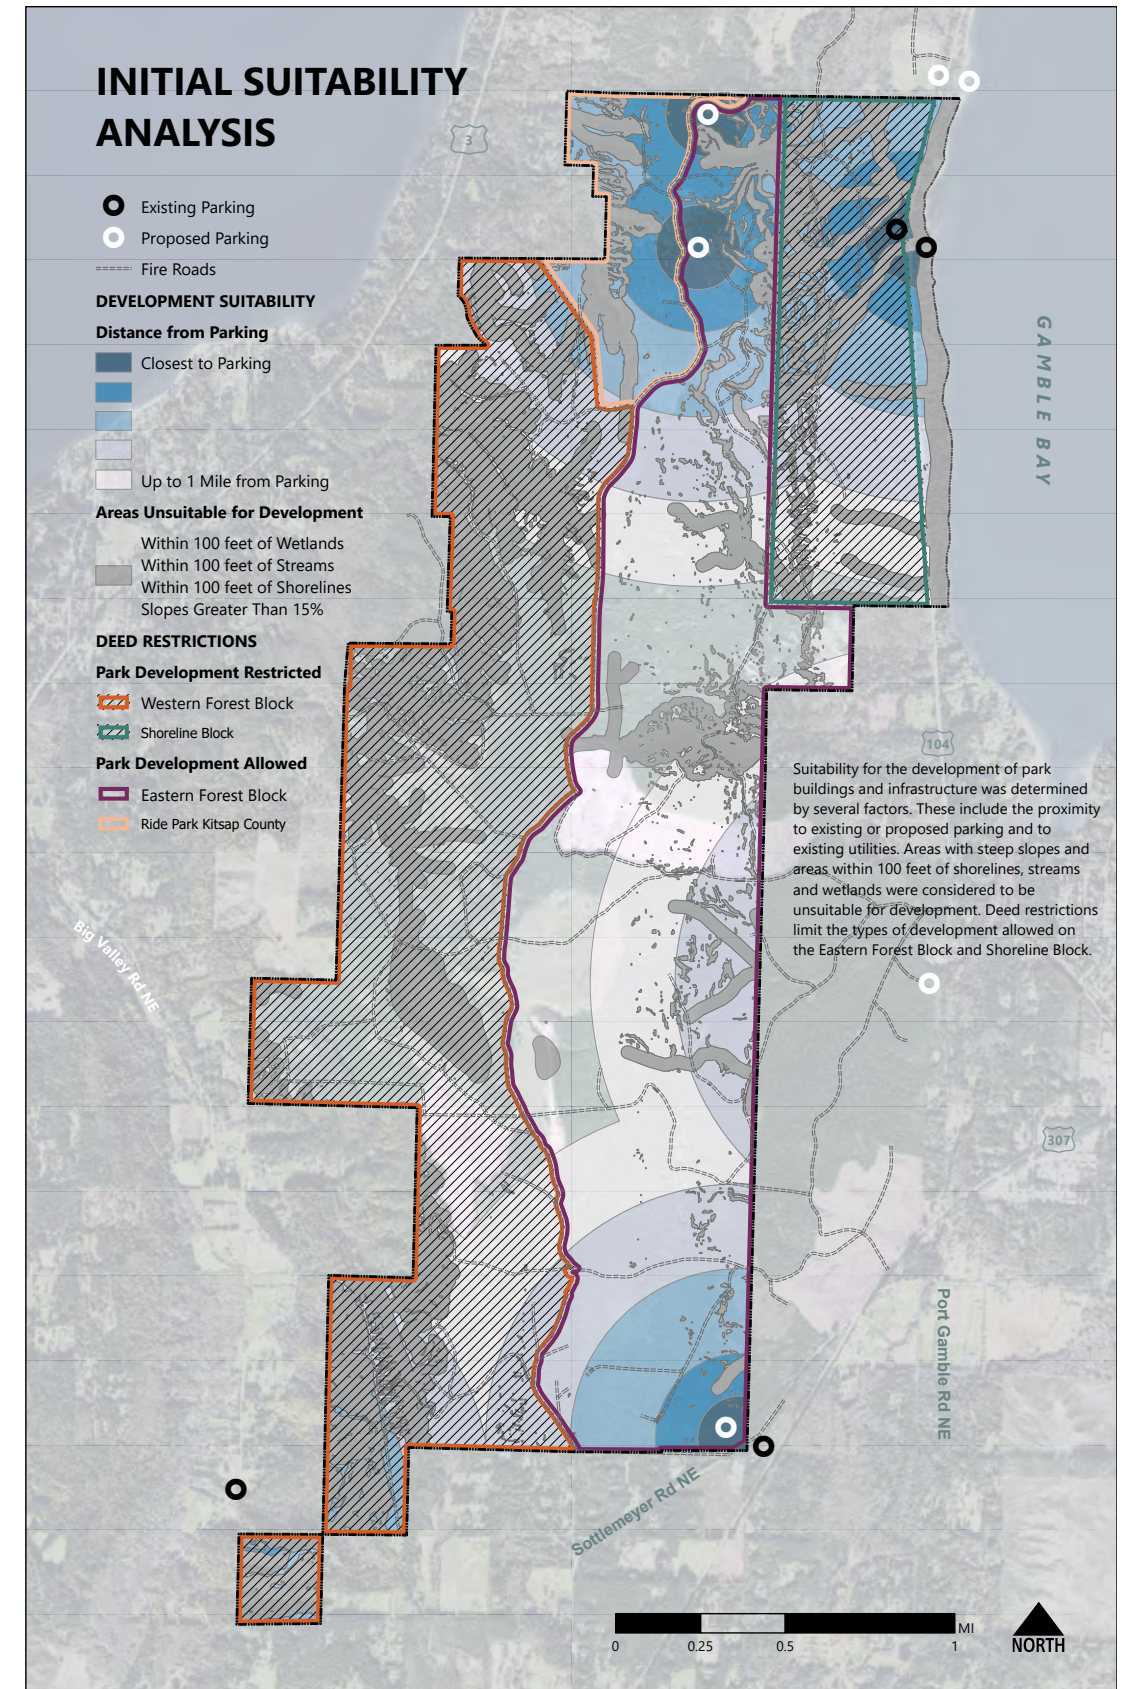 INITIAL SUITABILITY
ANALYSIS
3
Existing Parking
Proposed Parking
Fire Roads
DEVELOPMENT SUITABILITY
Distance from Parking
Closest to Parking
Up to 1 Mile from Parking
Areas Unsuitable for Development
Within 100 feet of Wetlands
Within 100 feet of Streams
Within 100 feet of Shorelines
Slopes Greater Than 15%
DEED RESTRICTIONS
Park Development Restricted
Western Forest Block
Shoreline Block
Park Development Allowed
Eastern Forest Block
Ride Park Kitsap County
GAMBLE BAY
104
Suitability for the development of park
buildings and infrastructure was determined
by several factors. These include the proximity
to existing or proposed parking and to
existing utilities. Areas with steep slopes and
areas within 100 feet of shorelines, streams
and wetlands were considered to be
unsuitable for development. Deed restrictions
limit the types of development allowed on
the Eastern Forest Block and Shoreline Block.
Big Valley Rd NE
307
Port Gamble Rd NE
Sottlemeyer Rd NE
0 0.25 0.5 1 MI
NORTH